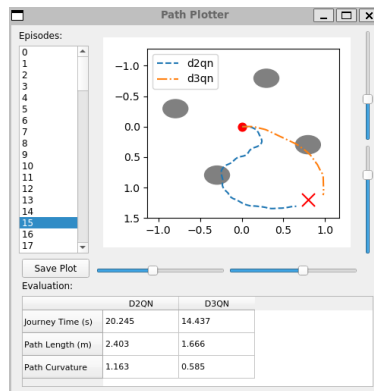 Path Plotter
Episodes:
0
1
2
3
4
5
6
7
8
9
10
11
12
13
14
15
16
17
d2qn
d3qn
−1.0
−0.5
0.0
0.5
1.0
1.5
−1.0 −0.5 0.0 0.5 1.0
Save Plot
Evaluation:
D2QN D3QN
Journey Time (s) 20.245 14.437
Path Length (m) 2.403 1.666
Path Curvature 1.163 0.585